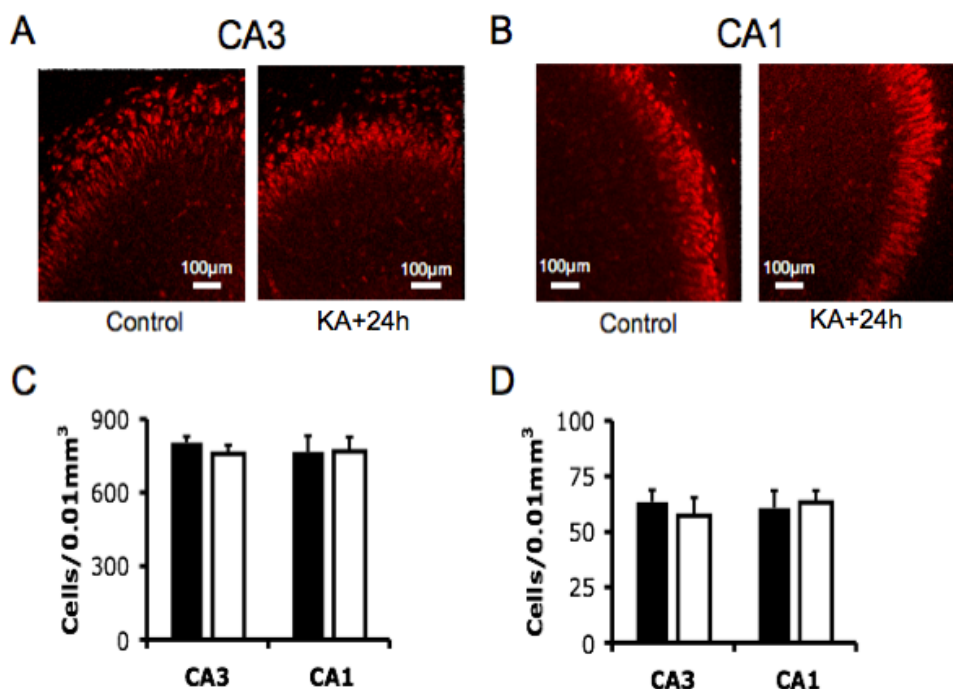 A CA3 B CA1
100µm 100µm 100µm 100µm
Control KA+24h Control KA+24h
C D
900
600
300
0
Cells/0.01mm³
CA3 CA1
100
75
50
25
0
Cells/0.01mm³
CA3 CA1